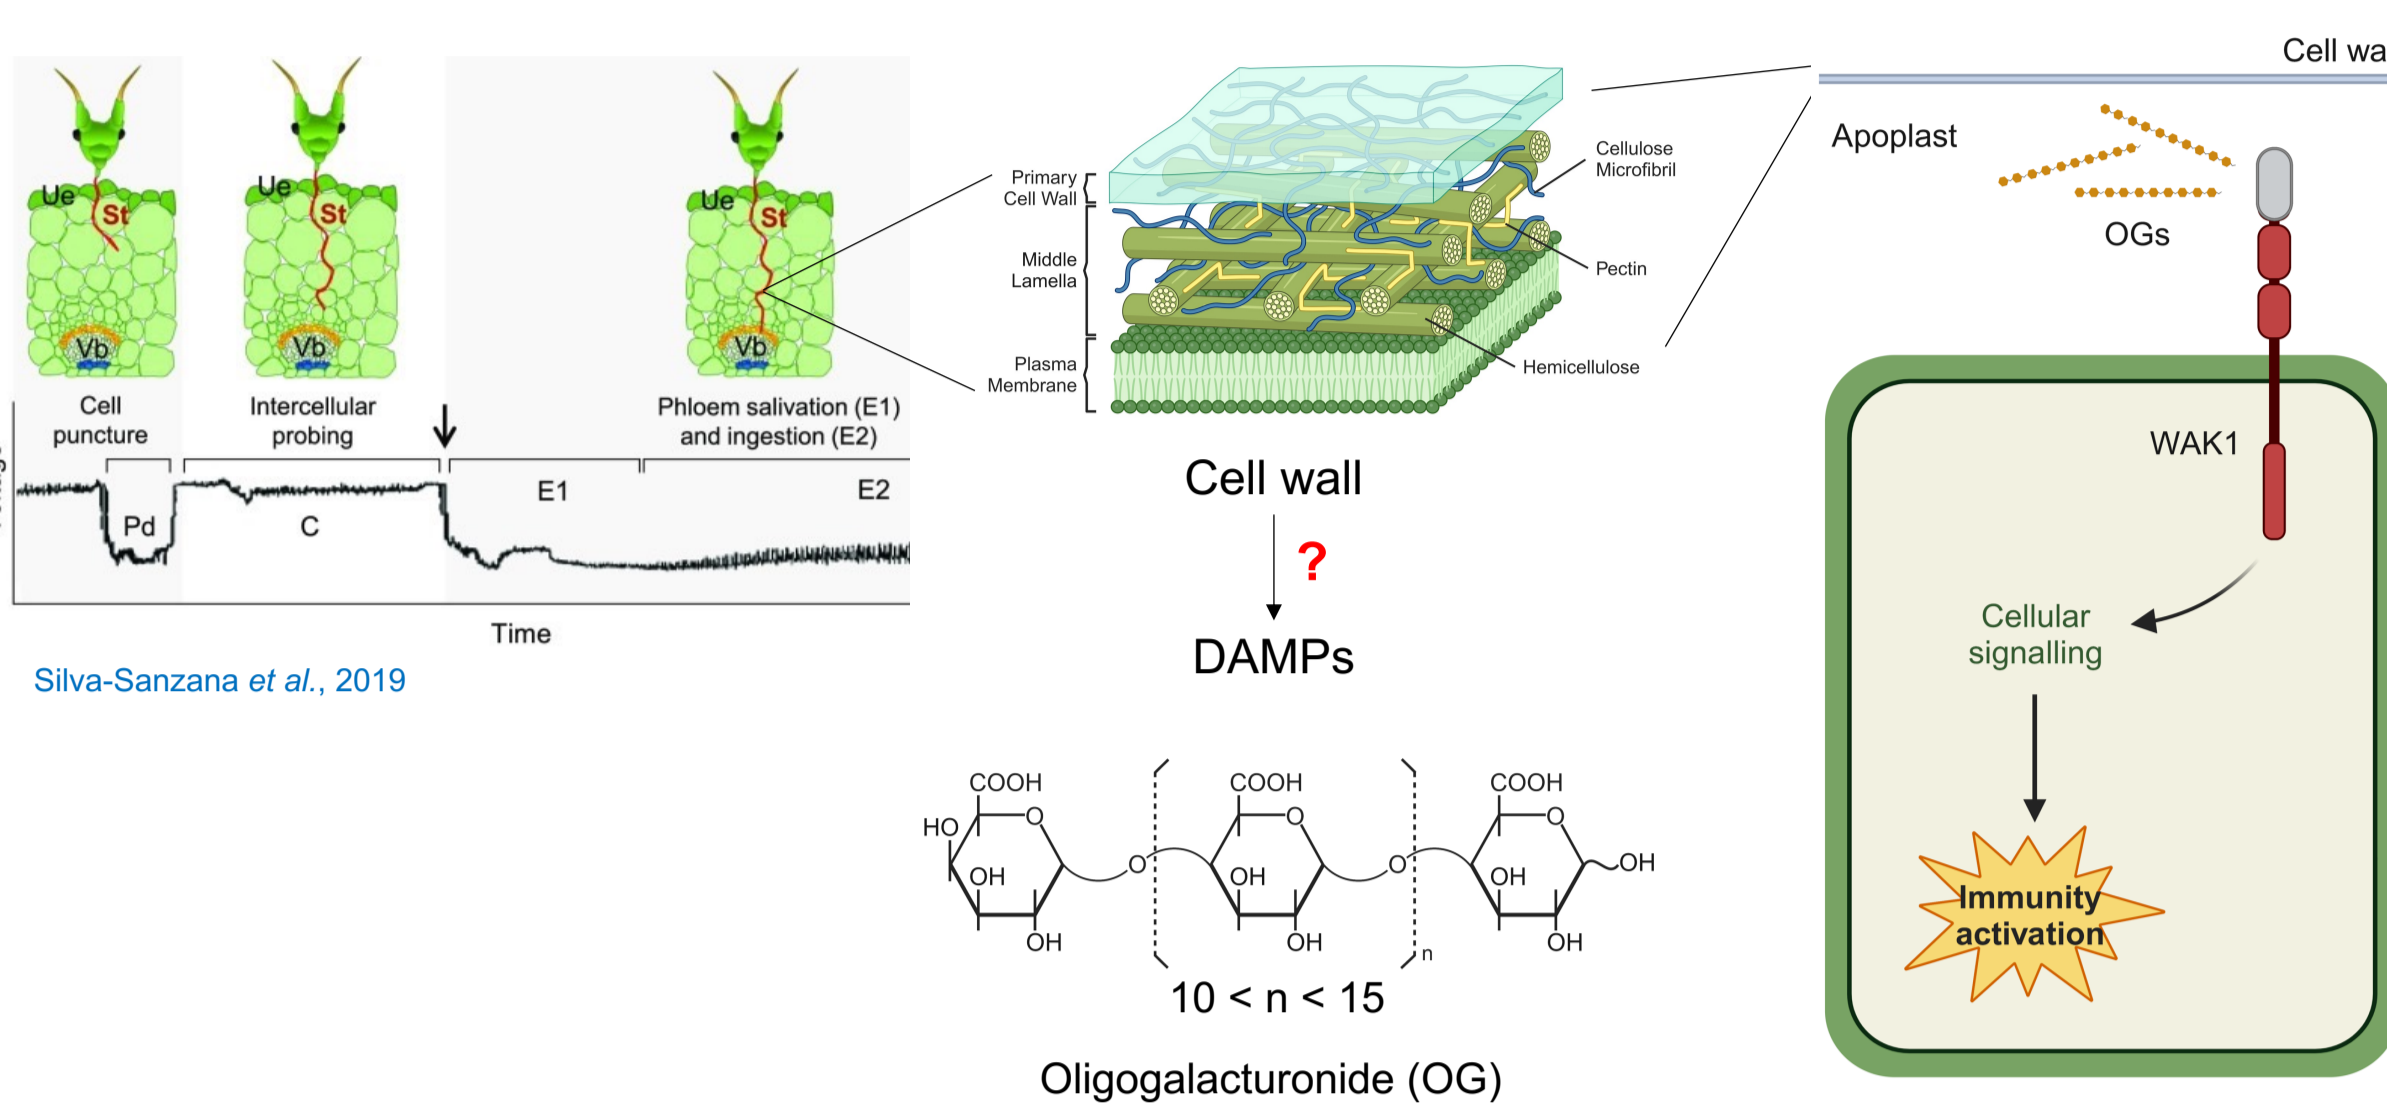 Ue
St
Vb
Ue
St
Vb
Ue
St
Vb
Cell
puncture
Intercellular
probing
Phloem salivation (E1)
and ingestion (E2)
Pd
C
E1
E2
Time
Silva-Sanzana et al., 2019
Primary
Cell Wall
Middle
Lamella
Plasma
Membrane
Cellulose
Microfibril
Pectin
Hemicellulose
Cell wall
?
DAMPs
COOH
O
HO
OH
OH
O
COOH
O
OH
OH
O
n
COOH
O
OH
OH
OH
10 < n < 15
Oligogalacturonide (OG)
Cell wa
Apoplast
OGs
WAK1
Cellular
signalling
Immunity
activation